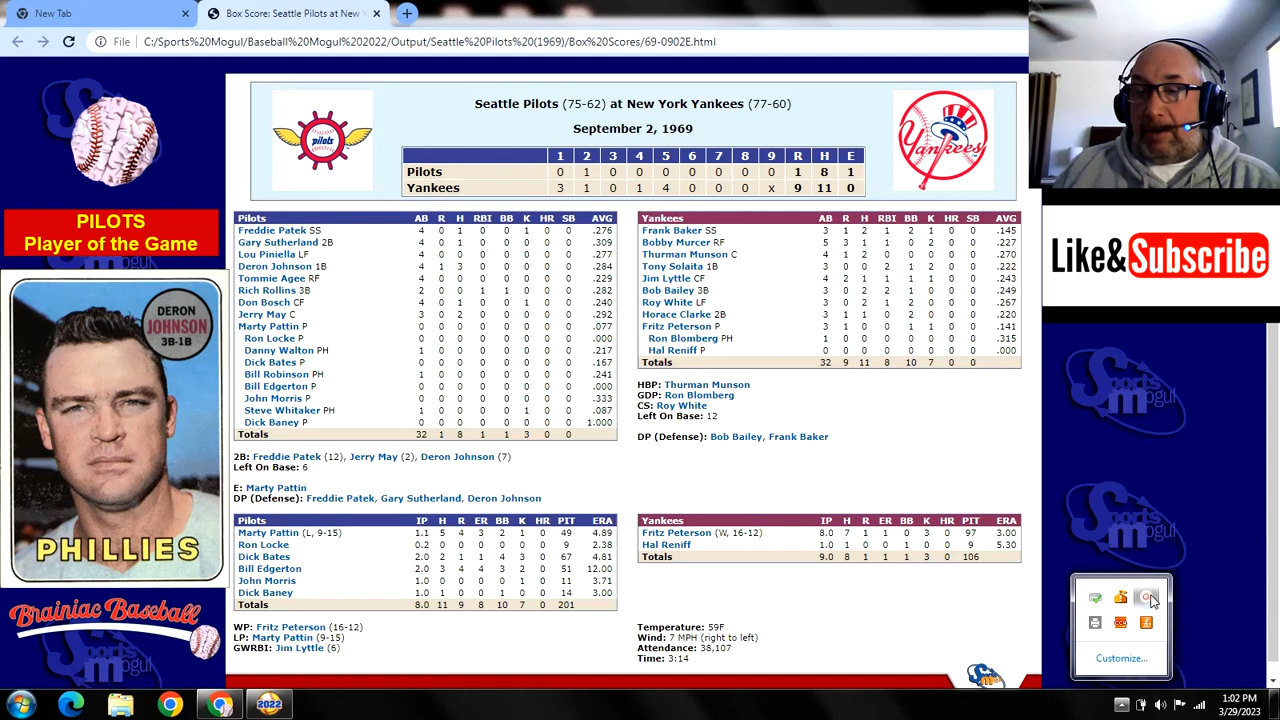 New Tab
Box Score: Seattle Pilots at New Y
File C:/Sports%20Mogul/Baseball%20Mogul%202022/Output/Seattle%20Pilots%20(1969)/Box%20Scores/69-0902E.html
Seattle Pilots (75-62) at New York Yankees (77-60)
September 2, 1969
1 2 3 4 5 6 7 8 9 R H E
Pilots 0 1 0 0 0 0 0 0 0 1 8 1
Yankees 3 1 0 1 4 0 0 0 x 9 11 0
pilots
Yankees
PILOTS
Player of the Game
DERON
JOHNSON
3B-1B
PHILLIES
Brainiac Baseball
Pilots AB R H RBI BB K HR SB AVG
Freddie Patek SS 4 0 1 0 0 1 0 0 .276
Gary Sutherland 2B 4 0 1 0 0 0 0 0 .309
Lou Piniella LF 4 0 0 0 0 0 0 0 .277
Deron Johnson 1B 4 1 3 0 0 0 0 0 .284
Tommie Agee RF 4 0 0 0 0 0 0 0 .229
Rich Rollins 3B 2 0 0 1 1 0 0 0 .282
Don Bosch CF 4 0 1 0 0 1 0 0 .240
Jerry May C 3 0 2 0 0 0 0 0 .292
Marty Pattin P 0 0 0 0 0 0 0 0 .077
Ron Locke P 0 0 0 0 0 0 0 0 .000
Danny Walton PH 1 0 0 0 0 0 0 0 .217
Dick Bates P 0 0 0 0 0 0 0 0 .167
Bill Robinson PH 1 0 0 0 0 0 0 0 .241
Bill Edgerton P 0 0 0 0 0 0 0 0 .000
John Morris P 0 0 0 0 0 0 0 0 .333
Steve Whitaker PH 1 0 0 0 0 1 0 0 .087
Dick Baney P 0 0 0 0 0 0 0 0 1.000
Totals 32 1 8 1 1 3 0 0
2B: Freddie Patek (12), Jerry May (2), Deron Johnson (7)
Left On Base: 6
E: Marty Pattin
DP (Defense): Freddie Patek, Gary Sutherland, Deron Johnson
Yankees AB R H RBI BB K HR SB AVG
Frank Baker SS 3 1 2 1 2 1 0 0 .145
Bobby Murcer RF 5 3 1 1 0 2 0 0 .227
Thurman Munson C 4 1 2 0 0 0 0 0 .270
Tony Solaita 1B 3 0 0 2 1 2 0 0 .222
Jim Lyttle CF 4 2 1 1 1 1 0 0 .243
Bob Bailey 3B 3 0 1 2 1 0 0 0 .249
Roy White LF 3 0 2 1 2 0 0 0 .267
Horace Clarke 2B 3 1 1 0 2 0 0 0 .220
Fritz Peterson P 3 1 0 0 1 1 0 0 .141
Ron Blomberg PH 1 0 0 0 0 0 0 0 .315
Hal Reniff P 0 0 0 0 0 0 0 0 .000
Totals 32 9 11 8 10 7 0 0
HBP: Thurman Munson
GDP: Ron Blomberg
CS: Roy White
Left On Base: 12
DP (Defense): Bob Bailey, Frank Baker
Pilots IP H R ER BB K HR PIT ERA
Marty Pattin (L, 9-15) 1.1 5 4 3 2 1 0 49 4.89
Ron Locke 0.2 0 0 0 0 0 0 9 2.38
Dick Bates 2.0 2 1 1 4 3 0 67 4.81
Bill Edgerton 2.0 3 4 4 3 2 0 51 12.00
John Morris 1.0 0 0 0 0 1 0 11 3.71
Dick Baney 1.0 1 0 0 1 0 0 14 3.00
Totals 8.0 11 9 8 10 7 0 201
Yankees IP H R ER BB K HR PIT ERA
Fritz Peterson (W, 16-12) 8.0 7 1 1 0 3 0 97 3.00
Hal Reniff 1.0 1 0 0 1 0 0 9 5.30
Totals 9.0 8 1 1 1 3 0 106
WP: Fritz Peterson (16-12)
LP: Marty Pattin (9-15)
GWRBI: Jim Lyttle (6)
Temperature: 59F
Wind: 7 MPH (right to left)
Attendance: 38,107
Time: 3:14
Like& Subscribe
Sports Mogul
Sports Mogul
Customize...
2022
1:02 PM
3/29/2023